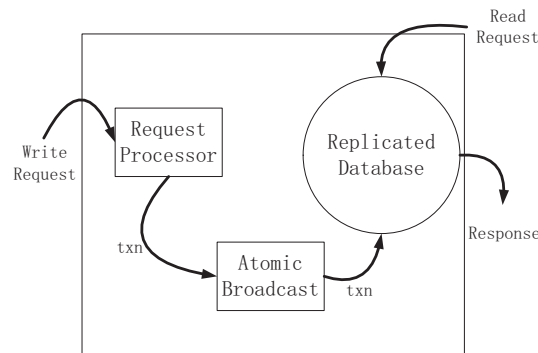 Read
Request
Request
Processor
Replicated
Database
Write
Request
txn
Atomic
Broadcast
txn
Response